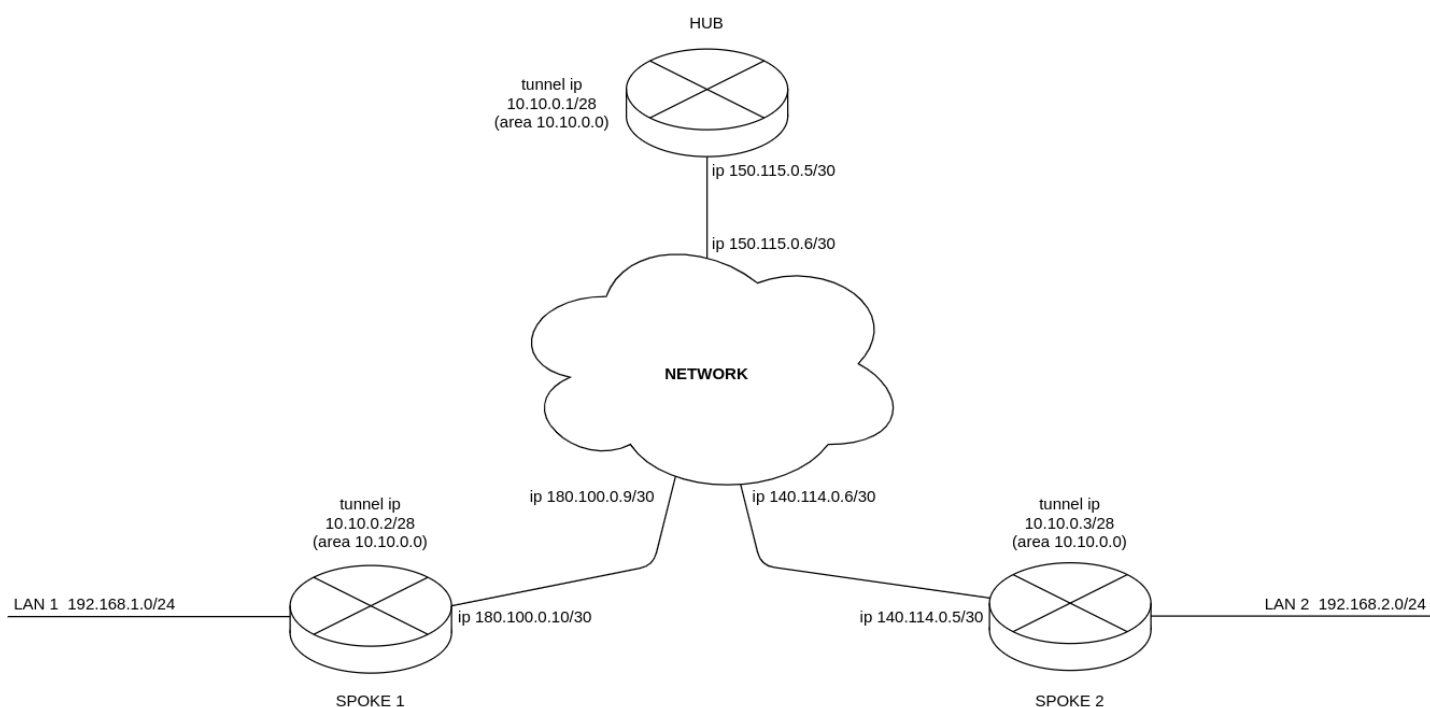 HUB
tunnel ip
10.10.0.1/28
(area 10.10.0.0)
ip 150.115.0.5/30
ip 150.115.0.6/30
NETWORK
ip 180.100.0.9/30
ip 140.114.0.6/30
tunnel ip
10.10.0.2/28
(area 10.10.0.0)
tunnel ip
10.10.0.3/28
(area 10.10.0.0)
LAN 1 192.168.1.0/24
ip 180.100.0.10/30
ip 140.114.0.5/30
LAN 2 192.168.2.0/24
SPOKE 1
SPOKE 2